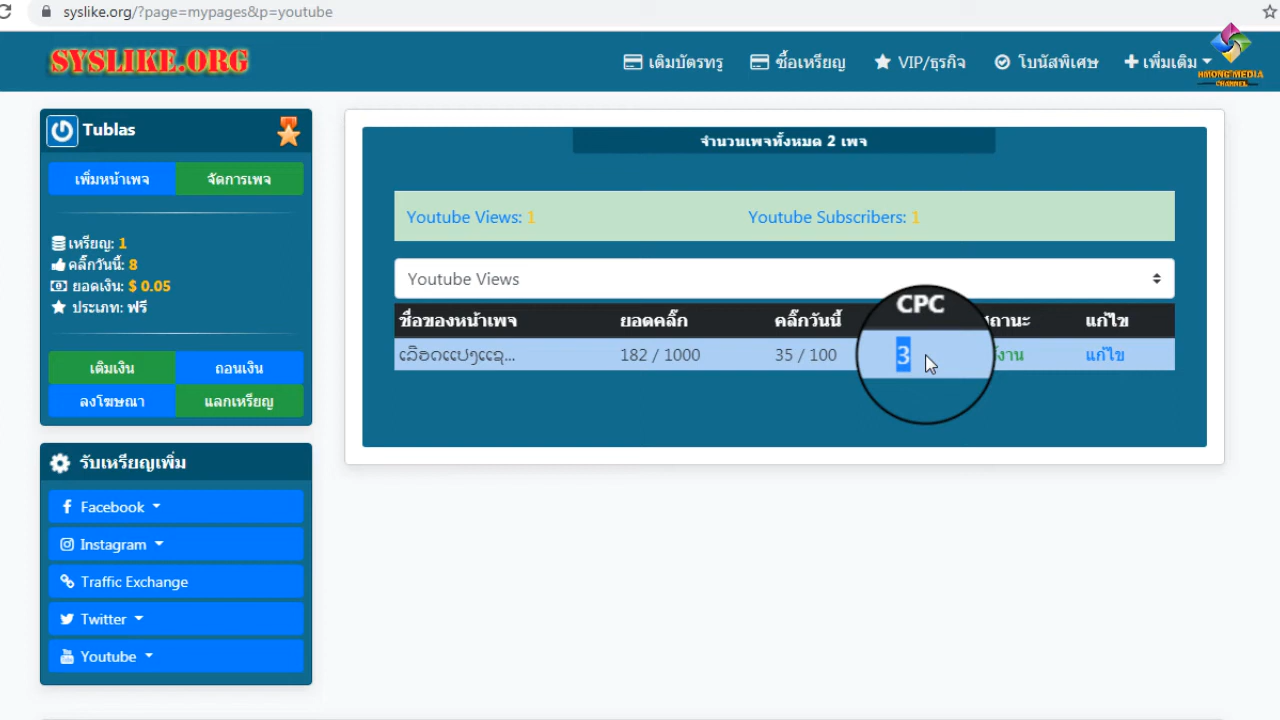 syslike.org/?page=mypages&p=youtube
SYSLIKE.ORG
เติมบัตรทรู
ซื้อเหรียญ
VIP/ธุรกิจ
โบนัสพิเศษ
เพิ่มเติม
HMONG MEDIA
CHANNEL
Tublas
เพิ่มหน้าเพจ
จัดการเพจ
เหรียญ: 1
คลิ๊กวันนี้: 8
ยอดเงิน: $ 0.05
ประเภท: ฟรี
เติมเงิน
ถอนเงิน
ลงโฆษณา
แลกเหรียญ
รับเหรียญเพิ่ม
Facebook
Instagram
Traffic Exchange
Twitter
Youtube
จำนวนเพจทั้งหมด 2 เพจ
Youtube Views: 1
Youtube Subscribers: 1
Youtube Views
ชื่อของหน้าเพจ ยอดคลิ๊ก คลิ๊กวันนี้ CPC แก้ไข
182 / 1000 35 / 100 3 แก้ไข